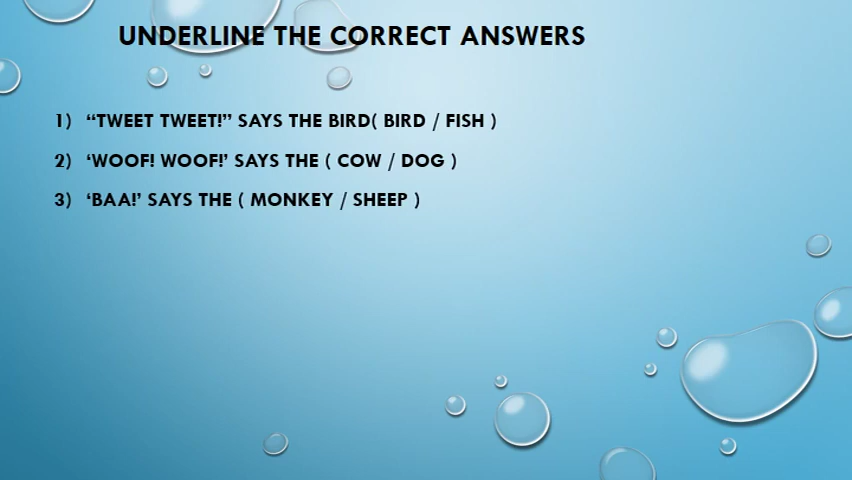 UNDERLINE THE CORRECT ANSWERS
1) “TWEET TWEET!” SAYS THE BIRD( BIRD / FISH )
2) ‘WOOF! WOOF!’ SAYS THE ( COW / DOG )
3) ‘BAA!’ SAYS THE ( MONKEY / SHEEP )